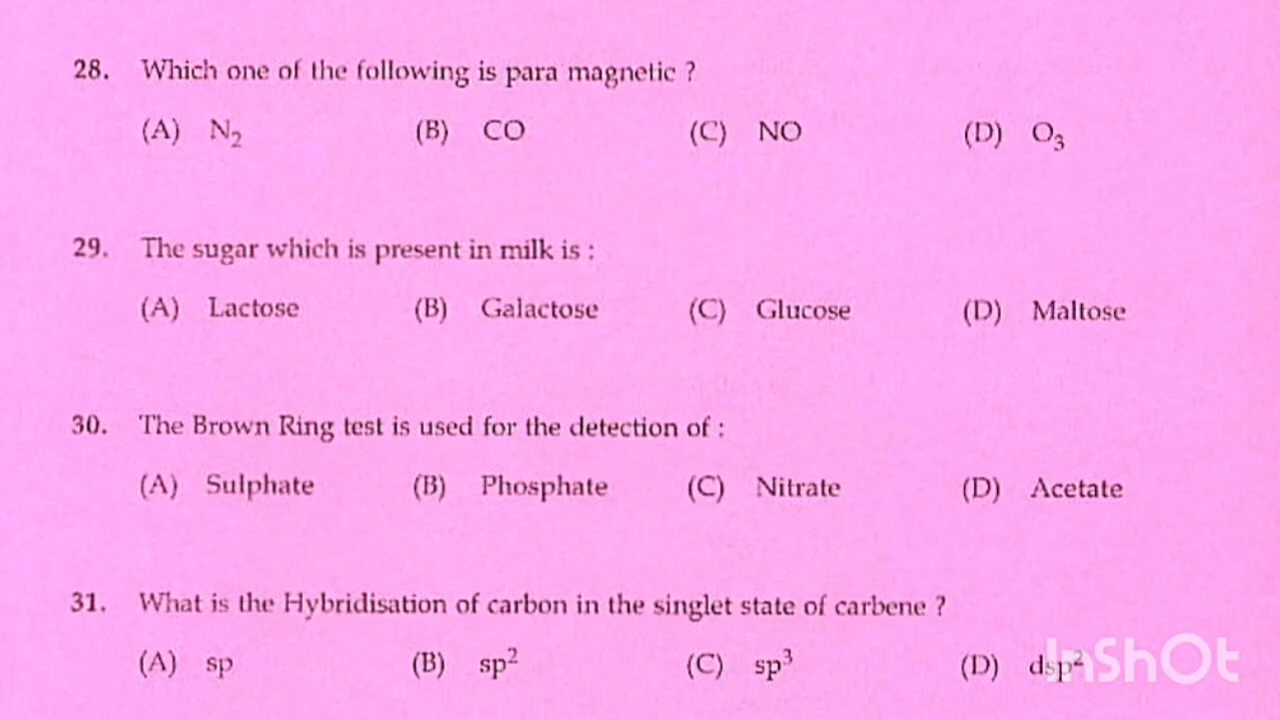 28. Which one of the following is para magnetic ?
(A) N₂ (B) CO (C) NO (D) O₃
29. The sugar which is present in milk is :
(A) Lactose (B) Galactose (C) Glucose (D) Maltose
30. The Brown Ring test is used for the detection of :
(A) Sulphate (B) Phosphate (C) Nitrate (D) Acetate
31. What is the Hybridisation of carbon in the singlet state of carbene ?
(A) sp (B) sp² (C) sp³ (D) dsp²
InShOt